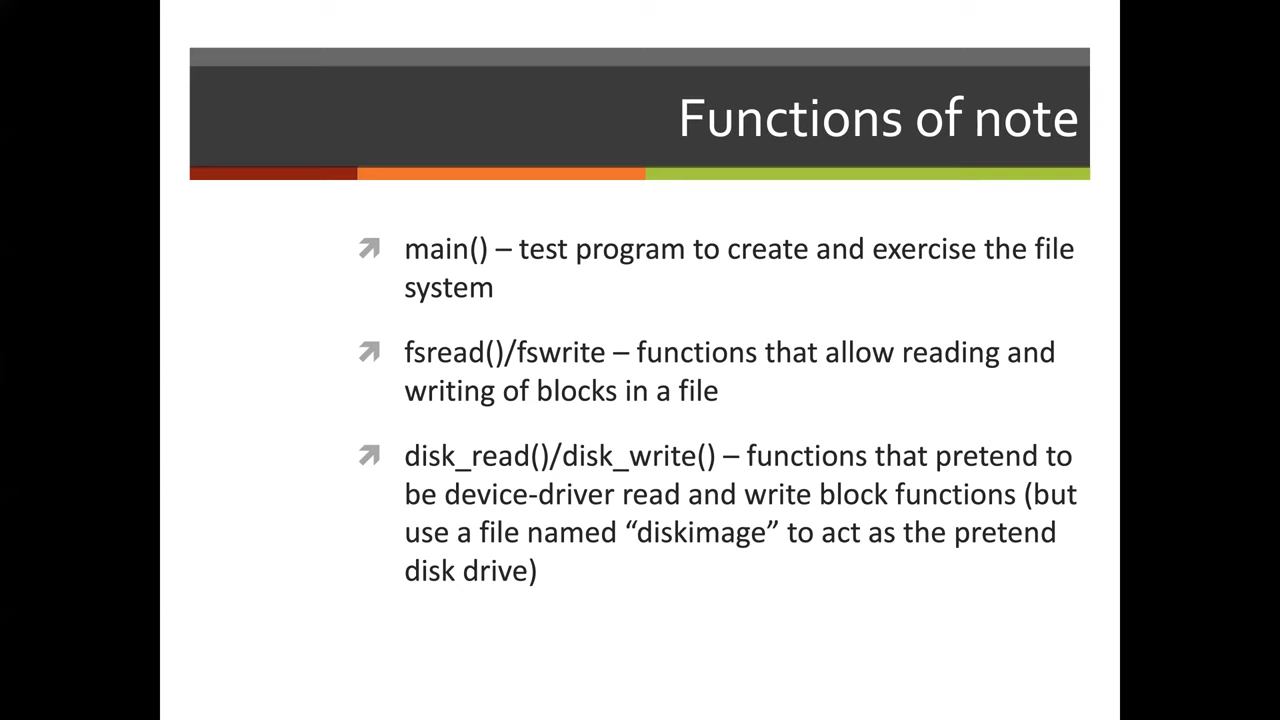 Functions of note
main() – test program to create and exercise the file
system
fsread()/fswrite – functions that allow reading and
writing of blocks in a file
disk_read()/disk_write() – functions that pretend to
be device-driver read and write block functions (but
use a file named “diskimage” to act as the pretend
disk drive)